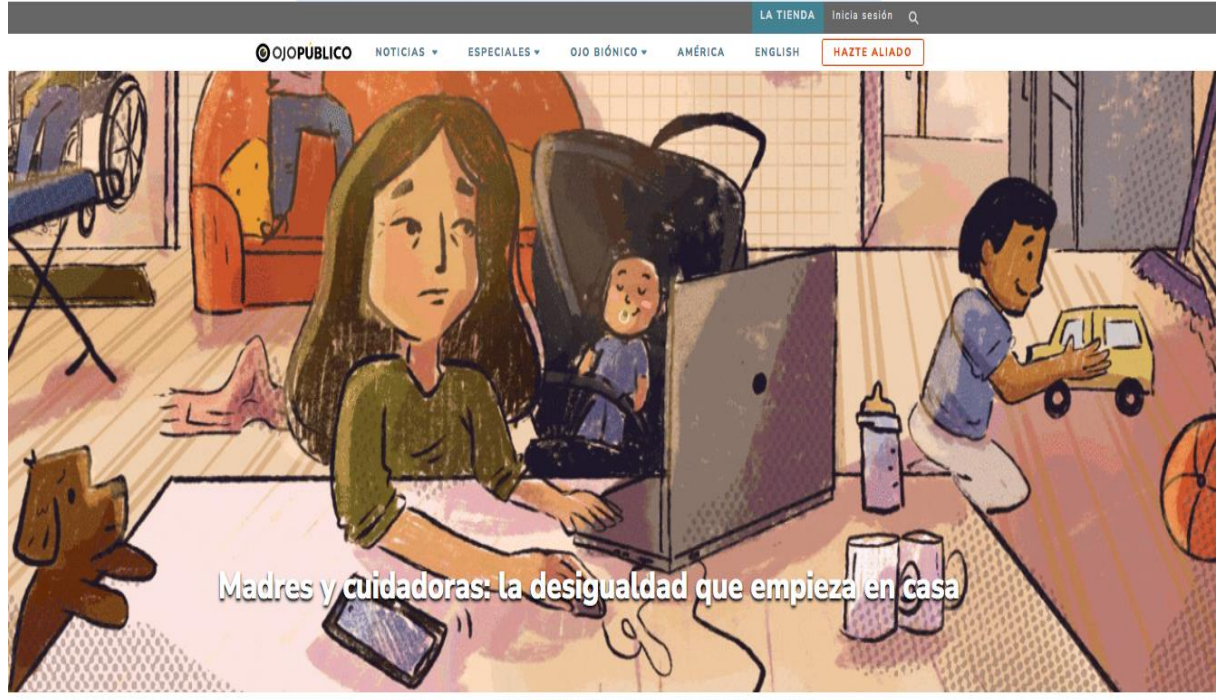 LA TIENDA Inicia sesión
OJOPÚBLICO NOTICIAS ESPECIALES OJO BIÓNICO AMÉRICA ENGLISH HAZTE ALIADO
Madres y cuidadoras: la desigualdad que empieza en casa